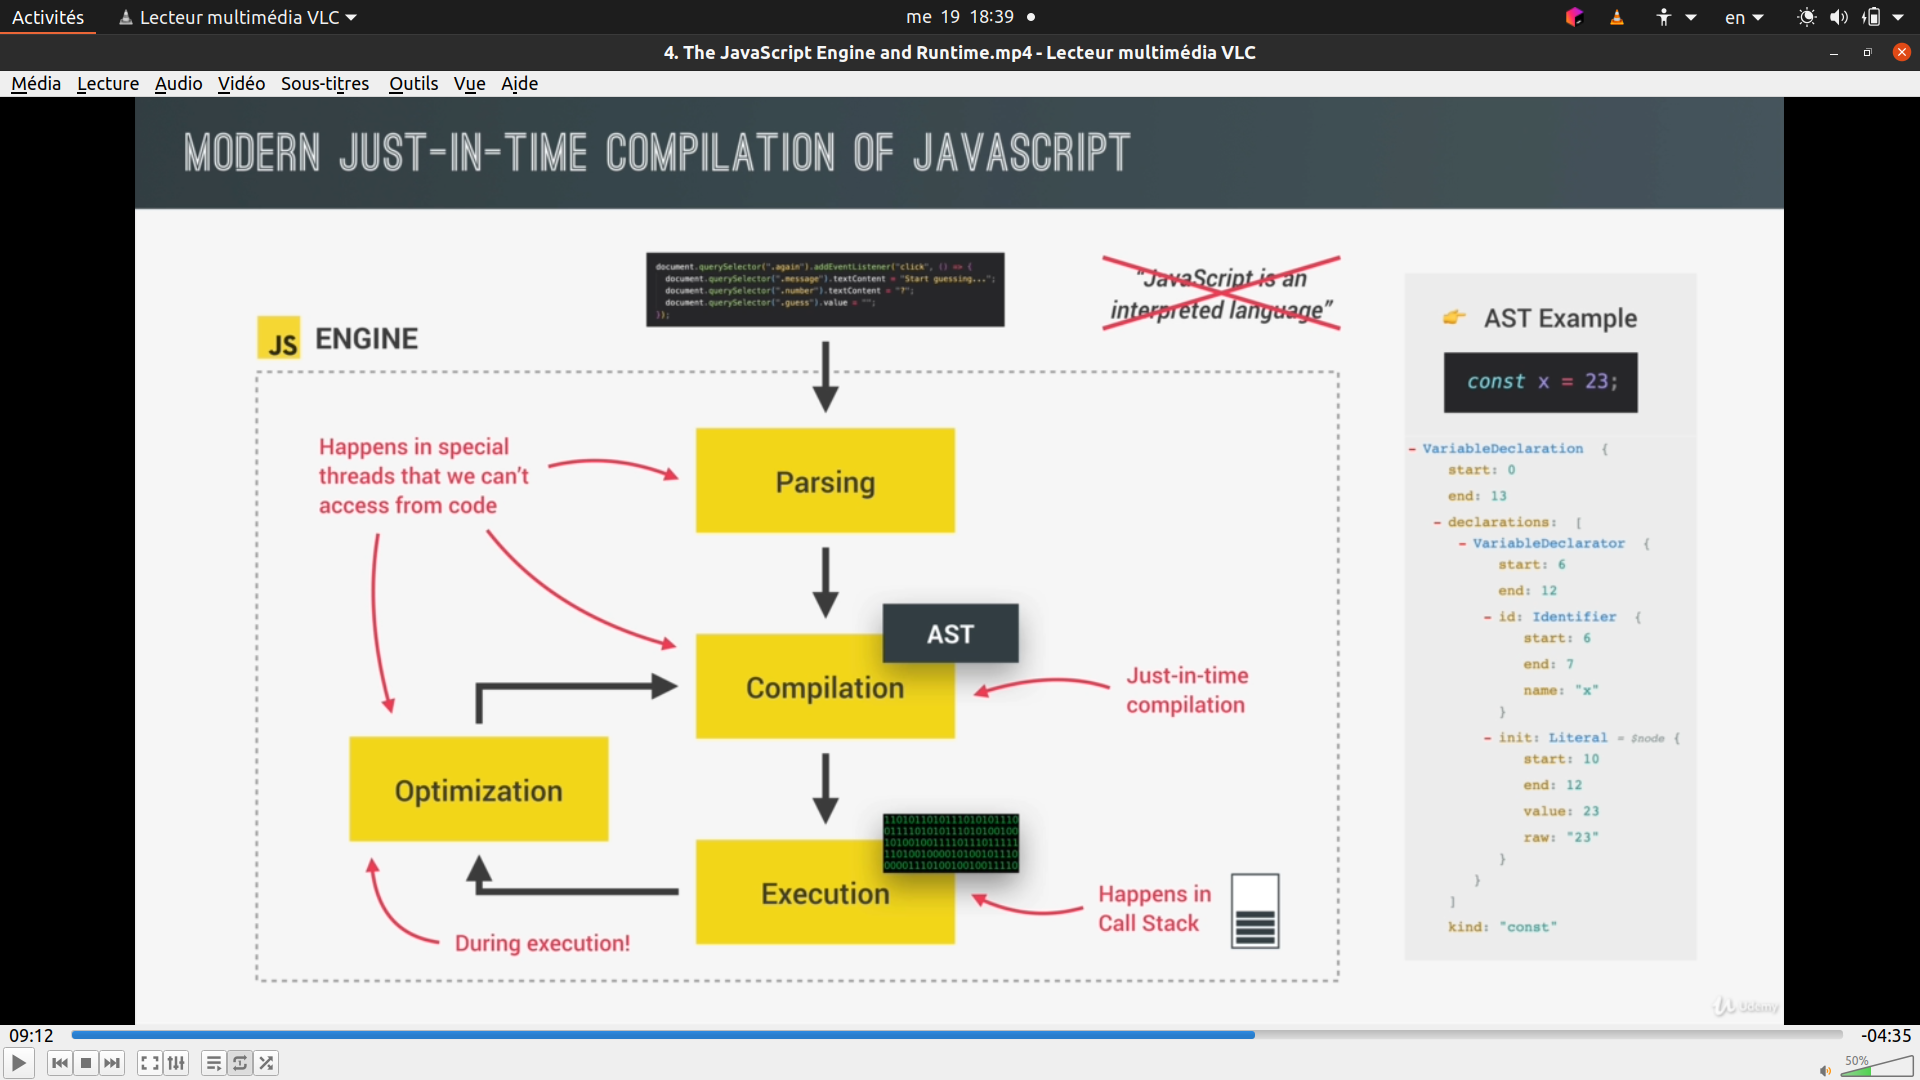 Activités
Lecteur multimédia VLC
me 19 18:39
en
4. The JavaScript Engine and Runtime.mp4 - Lecteur multimédia VLC
Média Lecture Audio Vidéo Sous-titres Outils Vue Aide
MODERN JUST-IN-TIME COMPILATION OF JAVASCRIPT
document.querySelector(".again").addEventListener("click", () => {
document.querySelector(".message").textContent = "Start guessing...";
document.querySelector(".number").textContent = "?";
document.querySelector(".guess").value = "";
});
"JavaScript is an
interpreted language"
JS ENGINE
Happens in special
threads that we can't
access from code
Parsing
AST
Compilation
Just-in-time
compilation
Optimization
1101011010111010101110
0111101010111010100100
1010010011110111011111
1101001000010100101110
0000111010010010011110
Execution
Happens in
Call Stack
During execution!
AST Example
const x = 23;
- VariableDeclaration {
start: 0
end: 13
- declarations: [
- VariableDeclarator {
start: 6
end: 12
- id: Identifier {
start: 6
end: 7
name: "x"
}
- init: Literal = $node {
start: 10
end: 12
value: 23
raw: "23"
}
}
]
kind: "const"
Udemy
09:12
-04:35
50%